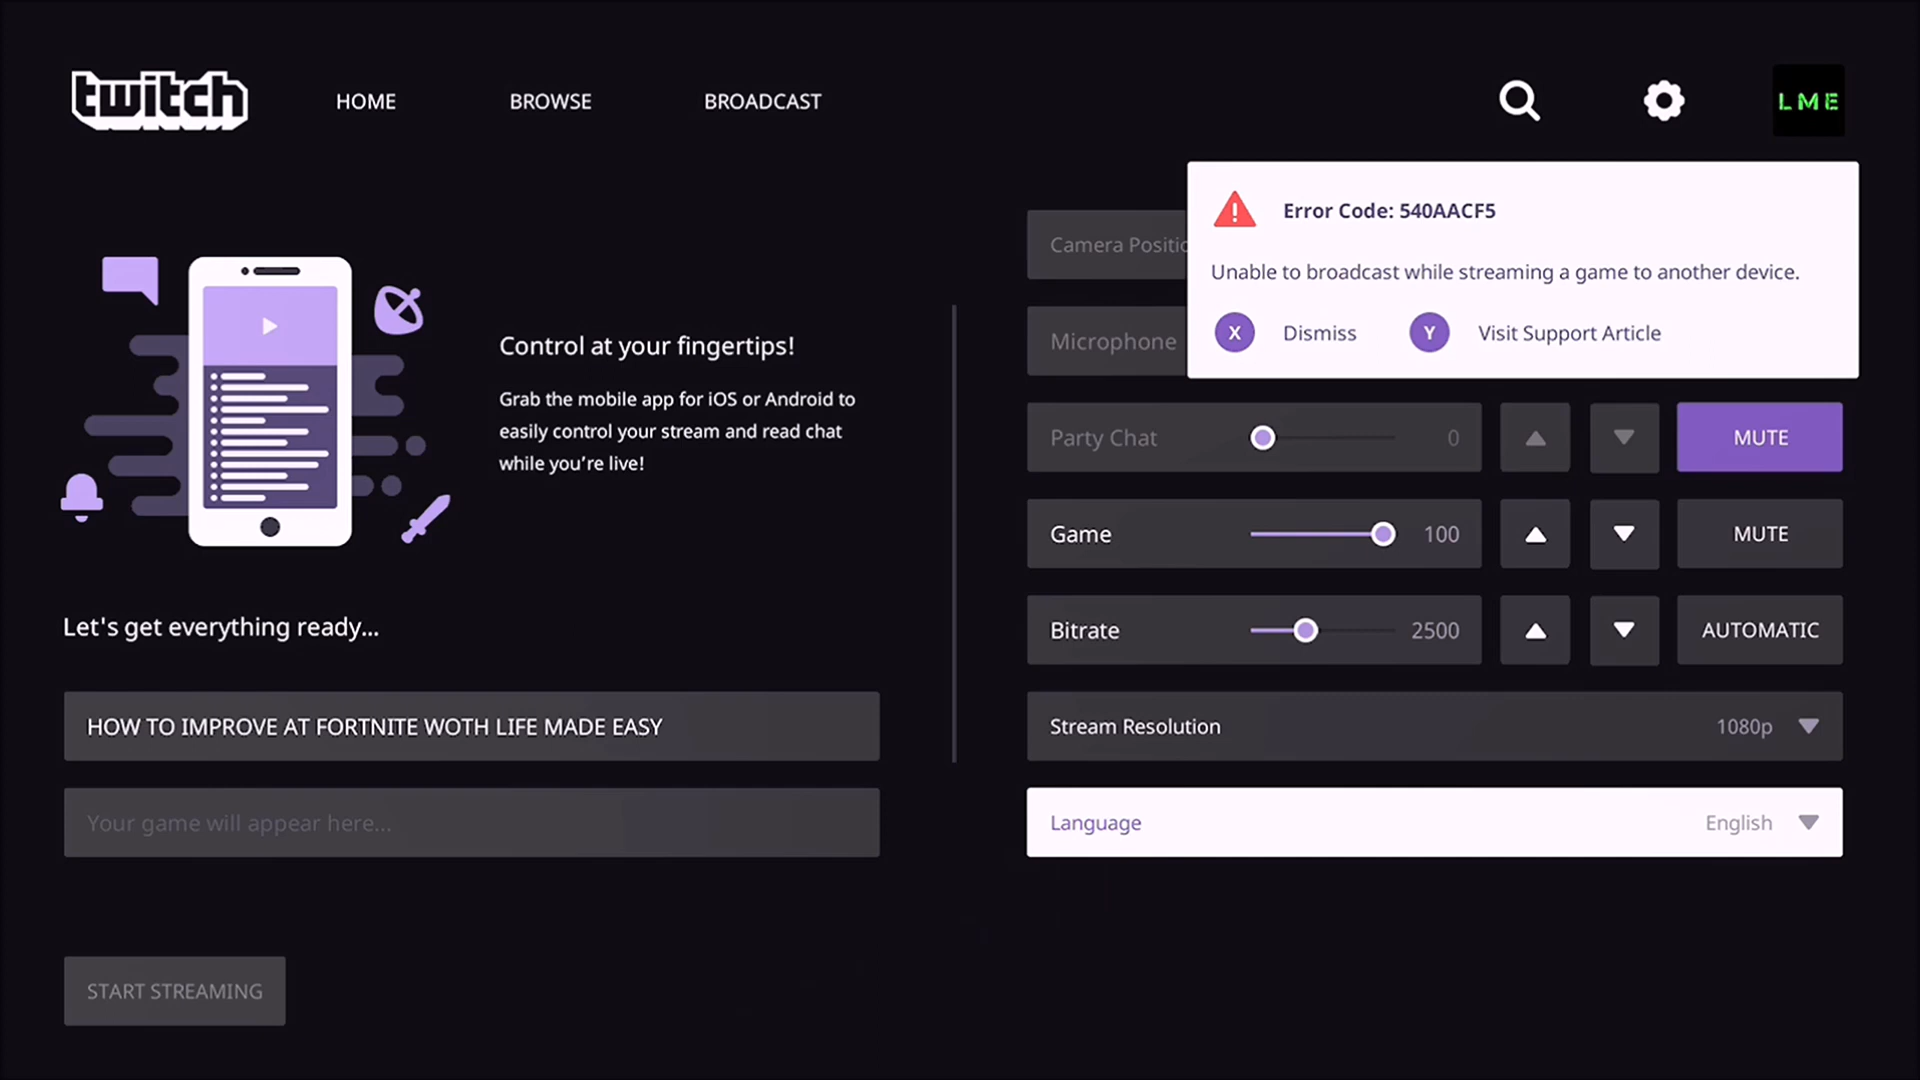 twitch
HOME
BROWSE
BROADCAST
LME
Error Code: 540AACF5
Unable to broadcast while streaming a game to another device.
X
Dismiss
Y
Visit Support Article
Control at your fingertips!
Grab the mobile app for iOS or Android to
easily control your stream and read chat
while you're live!
Let's get everything ready...
HOW TO IMPROVE AT FORTNITE WOTH LIFE MADE EASY
Your game will appear here...
START STREAMING
Camera Positio
Microphone
Party Chat
0
MUTE
Game
100
MUTE
Bitrate
2500
AUTOMATIC
Stream Resolution
1080p
Language
English